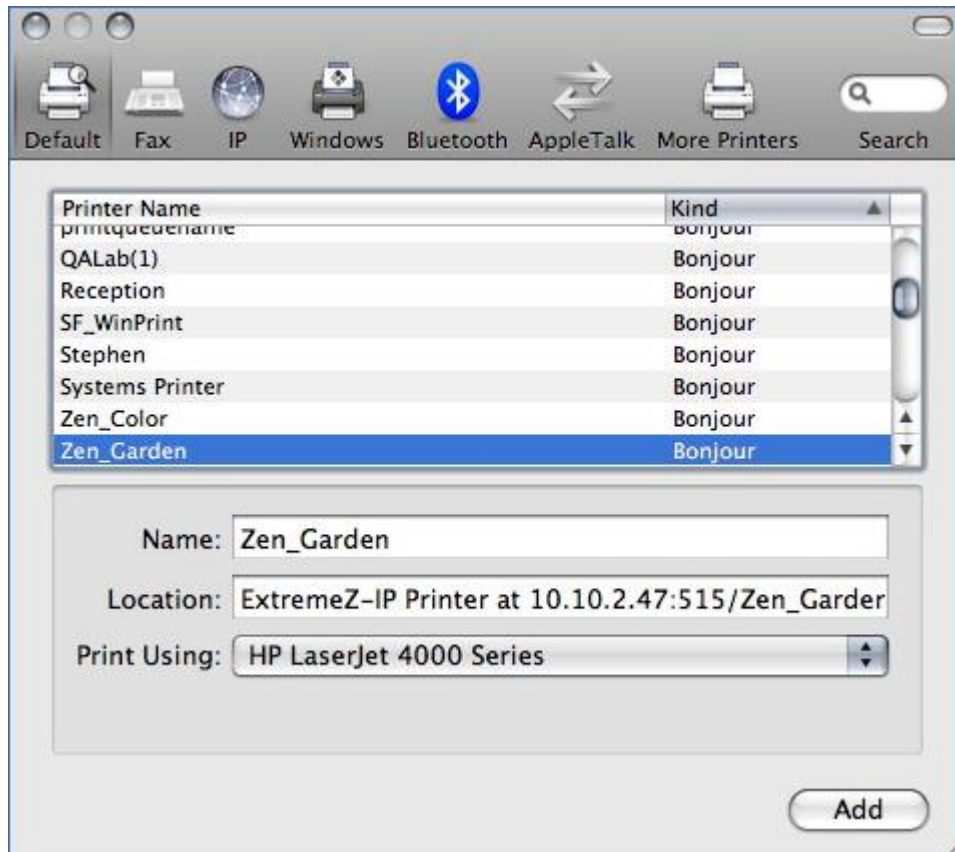 Default Fax IP Windows Bluetooth AppleTalk More Printers Search
Printer Name Kind
printqueuename Bonjour
QALab(1) Bonjour
Reception Bonjour
SF_WinPrint Bonjour
Stephen Bonjour
Systems Printer Bonjour
Zen_Color Bonjour
Zen_Garden Bonjour
Name: Zen_Garden
Location: ExtremeZ-IP Printer at 10.10.2.47:515/Zen_Garder
Print Using: HP LaserJet 4000 Series
Add